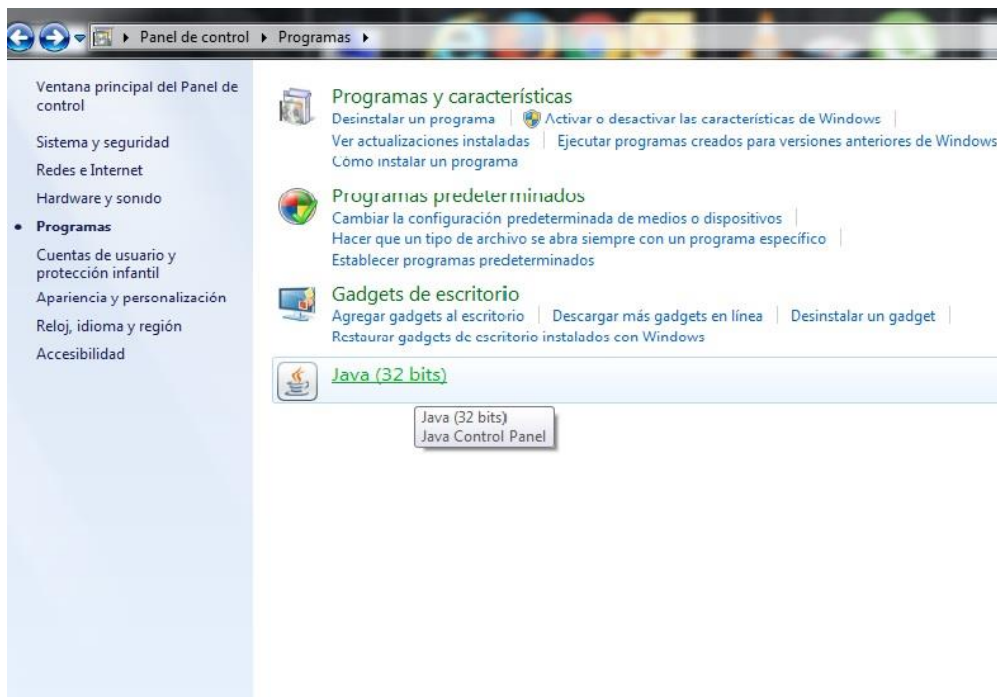 Panel de control Programas
Ventana principal del Panel de
control
Sistema y seguridad
Redes e Internet
Hardware y sonido
Programas
Cuentas de usuario y
protección infantil
Apariencia y personalización
Reloj, idioma y región
Accesibilidad
Programas y características
Desinstalar un programa Activar o desactivar las características de Windows
Ver actualizaciones instaladas Ejecutar programas creados para versiones anteriores de Windows
Cómo instalar un programa
Programas predeterminados
Cambiar la configuración predeterminada de medios o dispositivos
Hacer que un tipo de archivo se abra siempre con un programa específico
Establecer programas predeterminados
Gadgets de escritorio
Agregar gadgets al escritorio Descargar más gadgets en línea Desinstalar un gadget
Restaurar gadgets de escritorio instalados con Windows
Java (32 bits)
Java (32 bits)
Java Control Panel